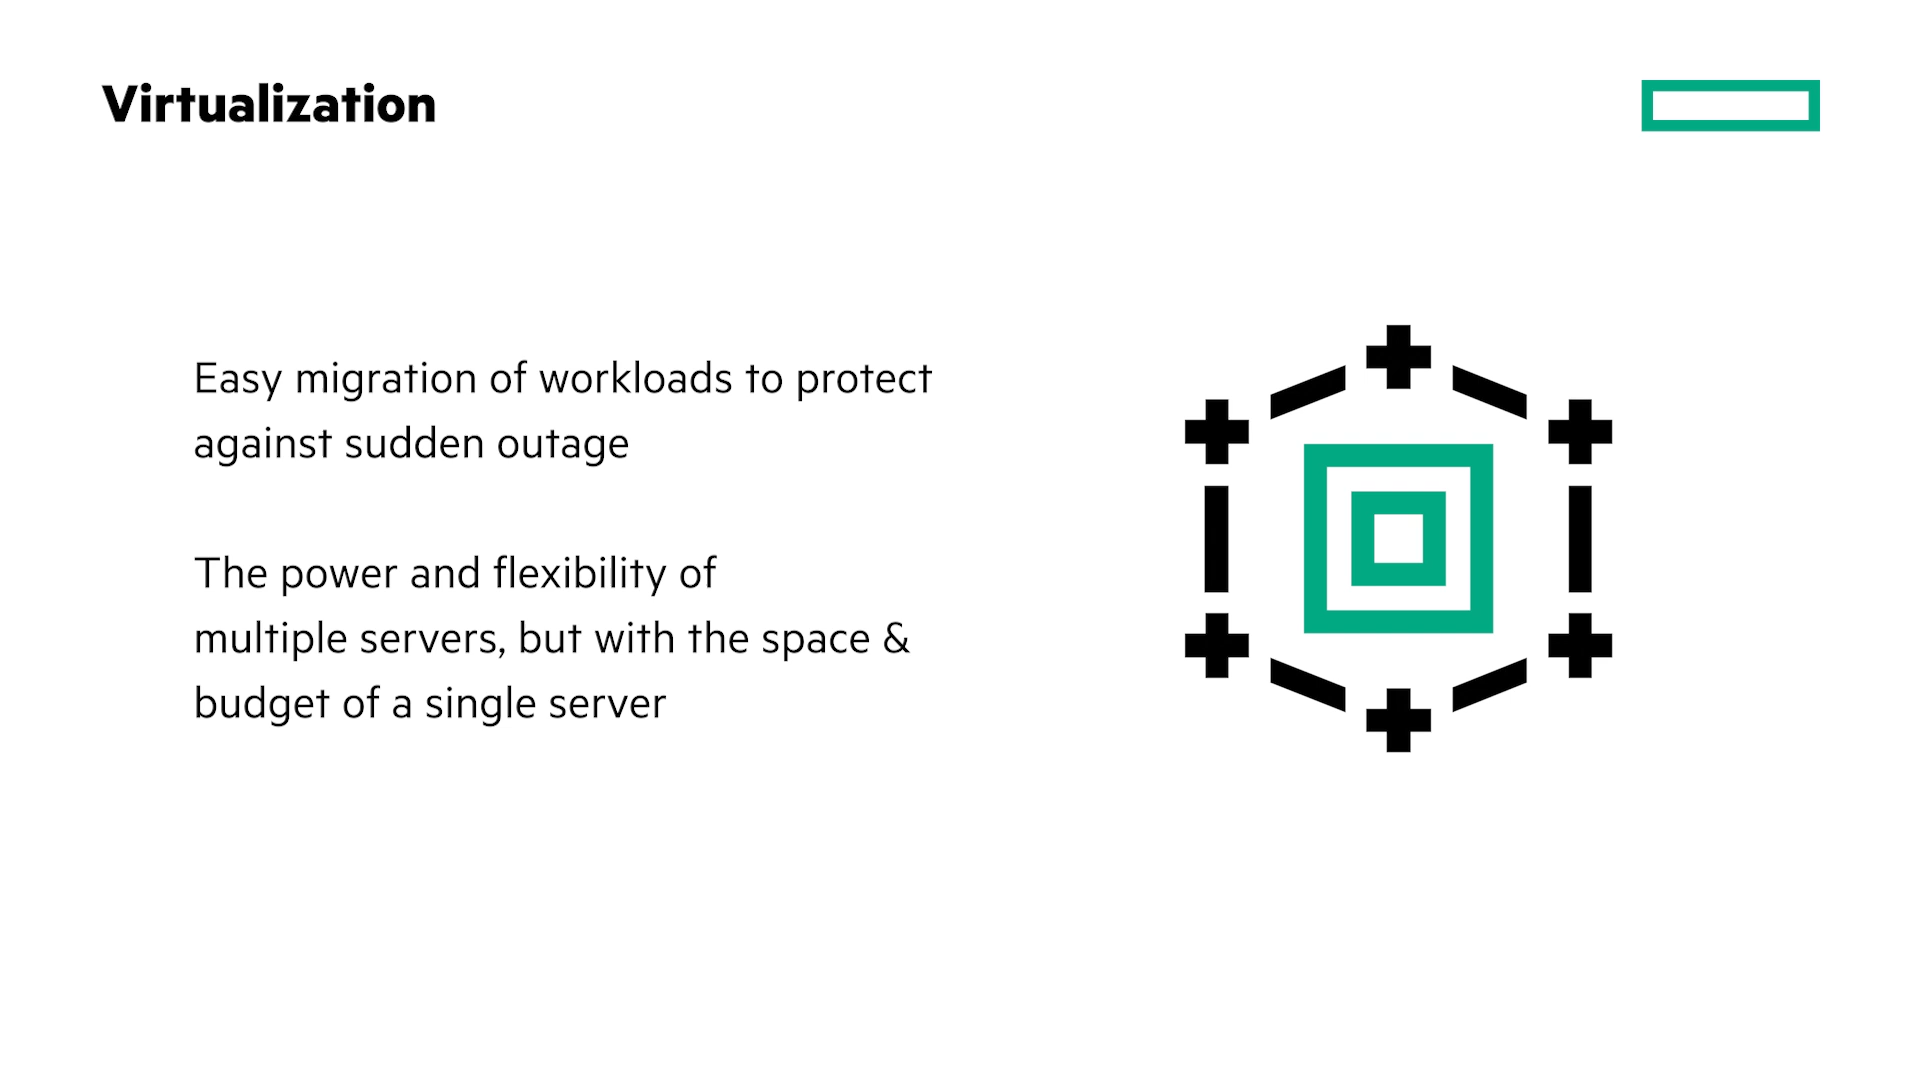 Virtualization
Easy migration of workloads to protect
against sudden outage
The power and flexibility of
multiple servers, but with the space &
budget of a single server